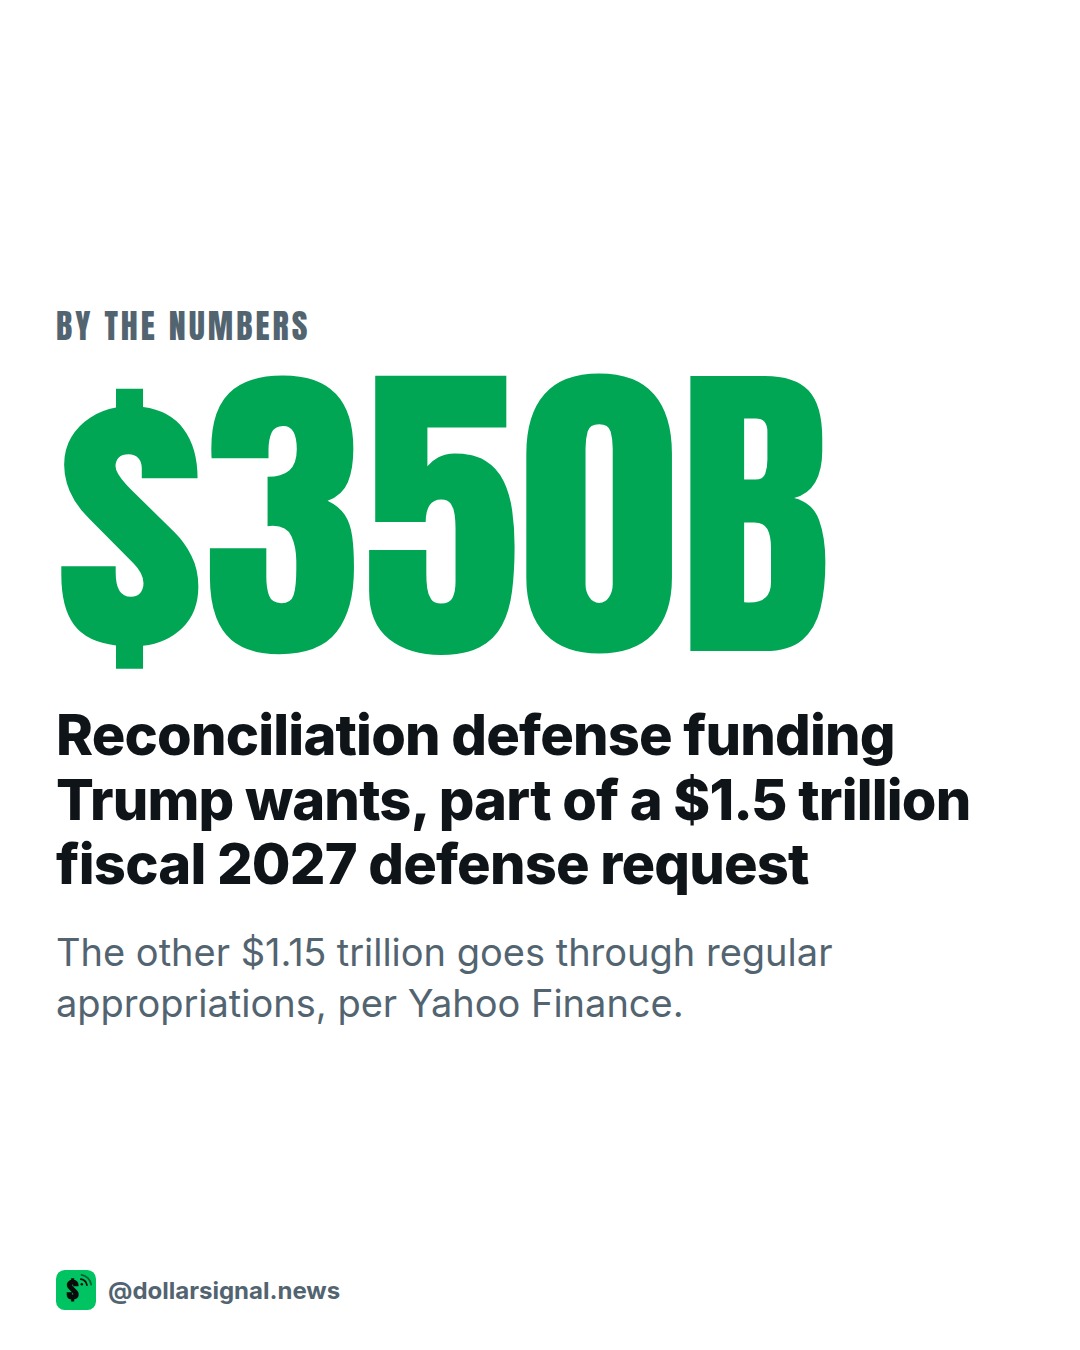 BY THE NUMBERS
$350B
Reconciliation defense funding
Trump wants, part of a $1.5 trillion
fiscal 2027 defense request
The other $1.15 trillion goes through regular
appropriations, per Yahoo Finance.
$
@dollarsignal.news